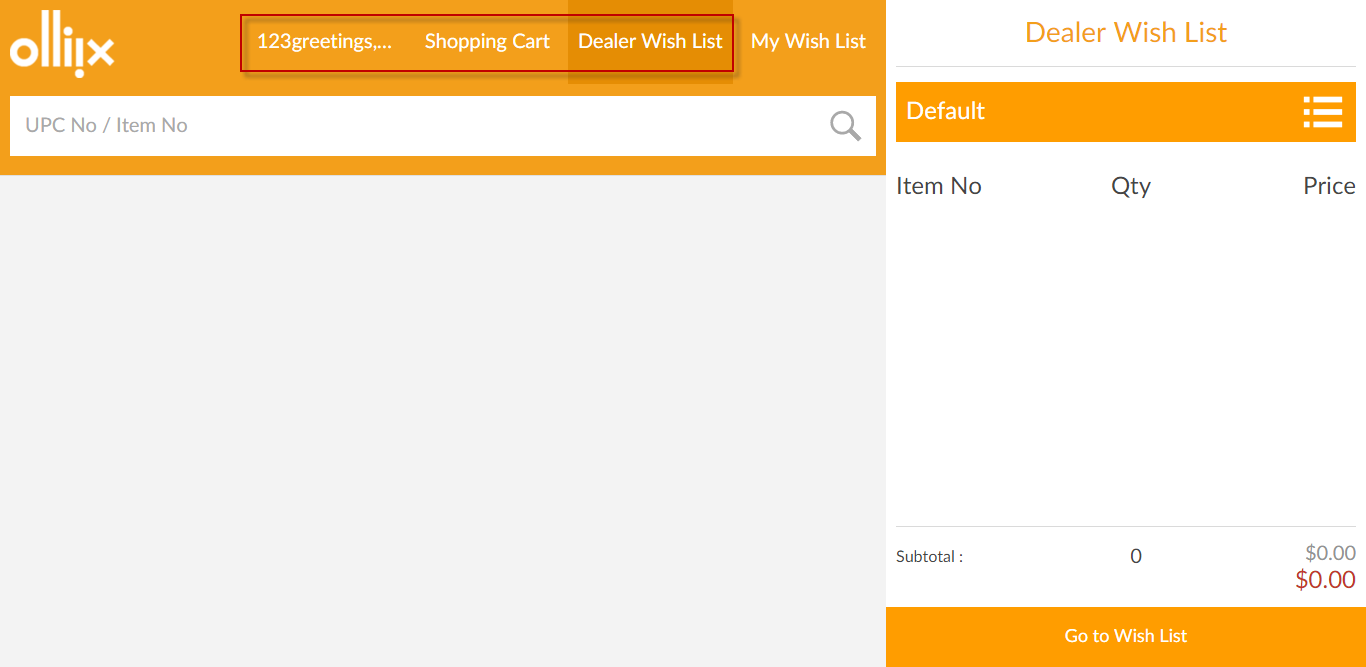 olliix
123greetings,... Shopping Cart Dealer Wish List My Wish List
UPC No / Item No
Dealer Wish List
Default
Item No Qty Price
Subtotal : 0 $0.00
$0.00
Go to Wish List